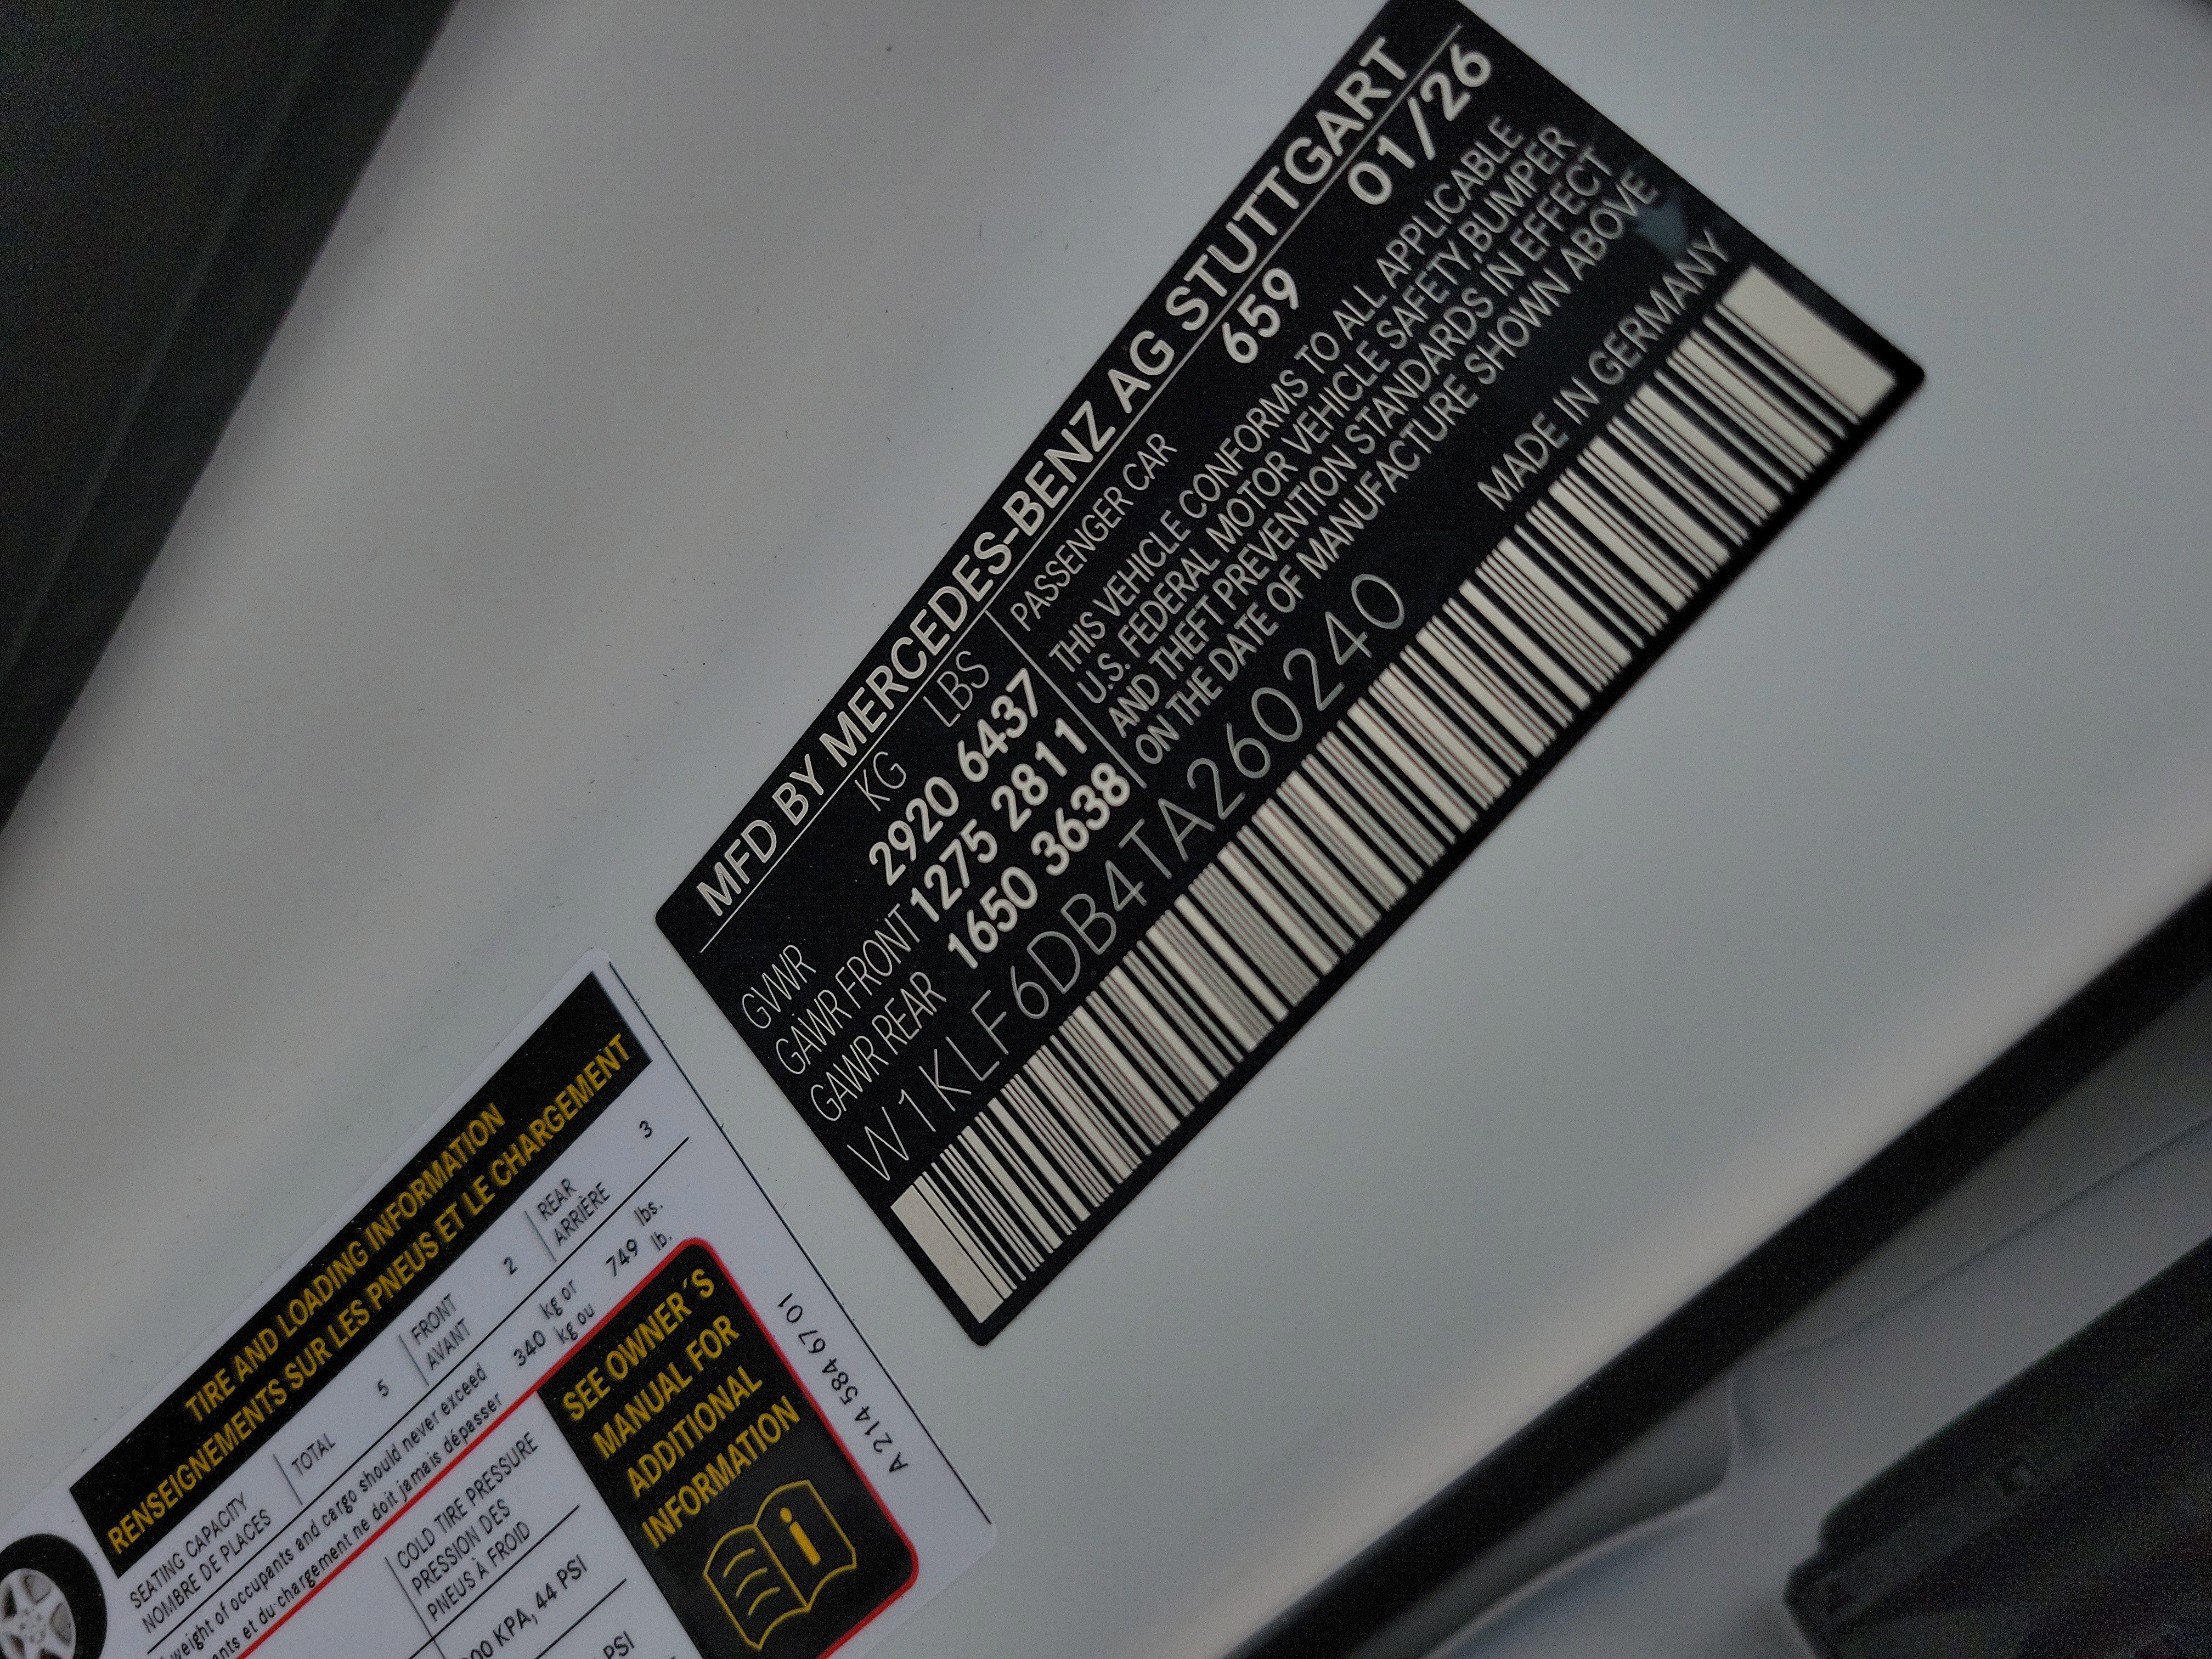 MFD BY MERCEDES-BENZ AG STUTTGART
KG LBS
659 01/26
GVWR 2920 6437
GAWR FRONT 1275 2811
GAWR REAR 1650 3638
PASSENGER CAR
THIS VEHICLE CONFORMS TO ALL APPLICABLE
U.S. FEDERAL MOTOR VEHICLE SAFETY,BUMPER
AND THEFT PREVENTION STANDARDS IN EFFECT
ON THE DATE OF MANUFACTURE SHOWN ABOVE
MADE IN GERMANY
W1KLF6DB4TA260240
TIRE AND LOADING INFORMATION
RENSEIGNEMENTS SUR LES PNEUS ET LE CHARGEMENT
SEATING CAPACITY TOTAL 5 FRONT 2 REAR 3
NOMBRE DE PLACES AVANT ARRIÈRE
weight of occupants and cargo should never exceed 340 kg or 749 lbs.
et du chargement ne doit jamais dépasser kg ou lb.
COLD TIRE PRESSURE
PRESSION DES
PNEUS À FROID
KPA, 44 PSI
PSI
SEE OWNER´S
MANUAL FOR
ADDITIONAL
INFORMATION
A 214 584 67 01